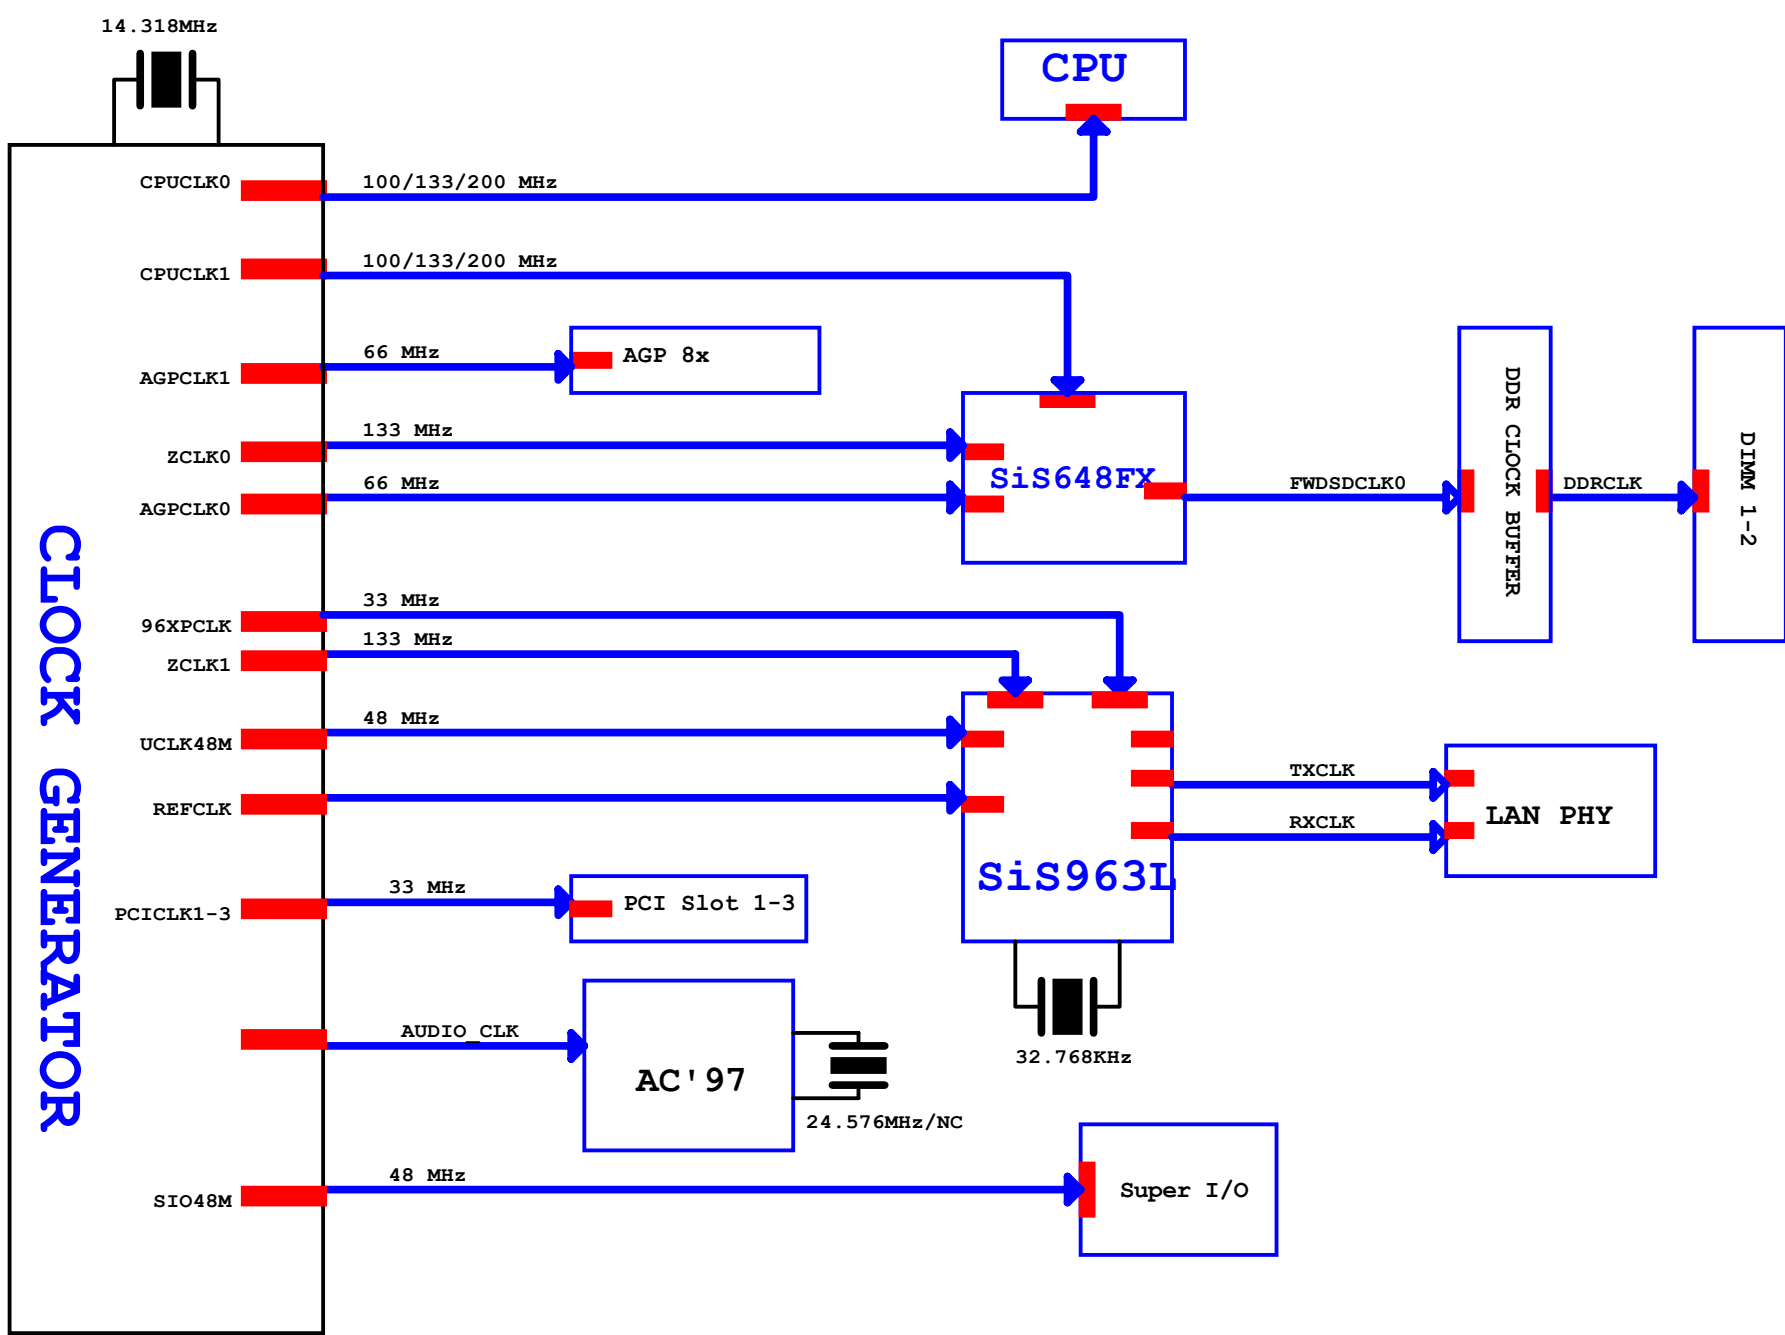 14.318MHz
CPU
CPUCLK0
100/133/200 MHz
CPUCLK1
100/133/200 MHz
AGPCLK1
66 MHz
AGP 8x
ZCLK0
133 MHz
AGPCLK0
66 MHz
SiS648FX
FWDSDCLK0
DDR CLOCK BUFFER
DDRCLK
DIMM 1-2
CLOCK GENERATOR
96XPCLK
33 MHz
ZCLK1
133 MHz
UCLK48M
48 MHz
REFCLK
TXCLK
RXCLK
LAN PHY
SiS963L
PCICLK1-3
33 MHz
PCI Slot 1-3
32.768KHz
AUDIO_CLK
AC'97
24.576MHz/NC
SIO48M
48 MHz
Super I/O